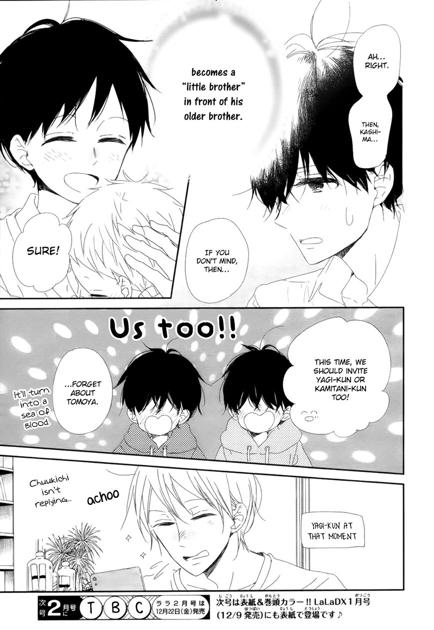 AH...
RIGHT.
THEN,
KASHI-
MA...
becomes a
"little brother"
in front of his
older brother.
IF YOU
DON'T MIND,
THEN...
SURE!
Us too!!
THIS TIME, WE
SHOULD INVITE
YAGI-KUN OR
KAMITANI-KUN
TOO!
...FORGET
ABOUT
TOMOYA.
It'll turn
into a
sea of
Blood
YAGI-KUN AT
THAT MOMENT
achoo
Chuukichi
isn't
replying..
次号2月号に TBC
ララ2月号は
12月22日(金)発売
次号は表紙&巻頭カラー!! LaLaDX1月号
(12/9発売)にも表紙で登場です♪